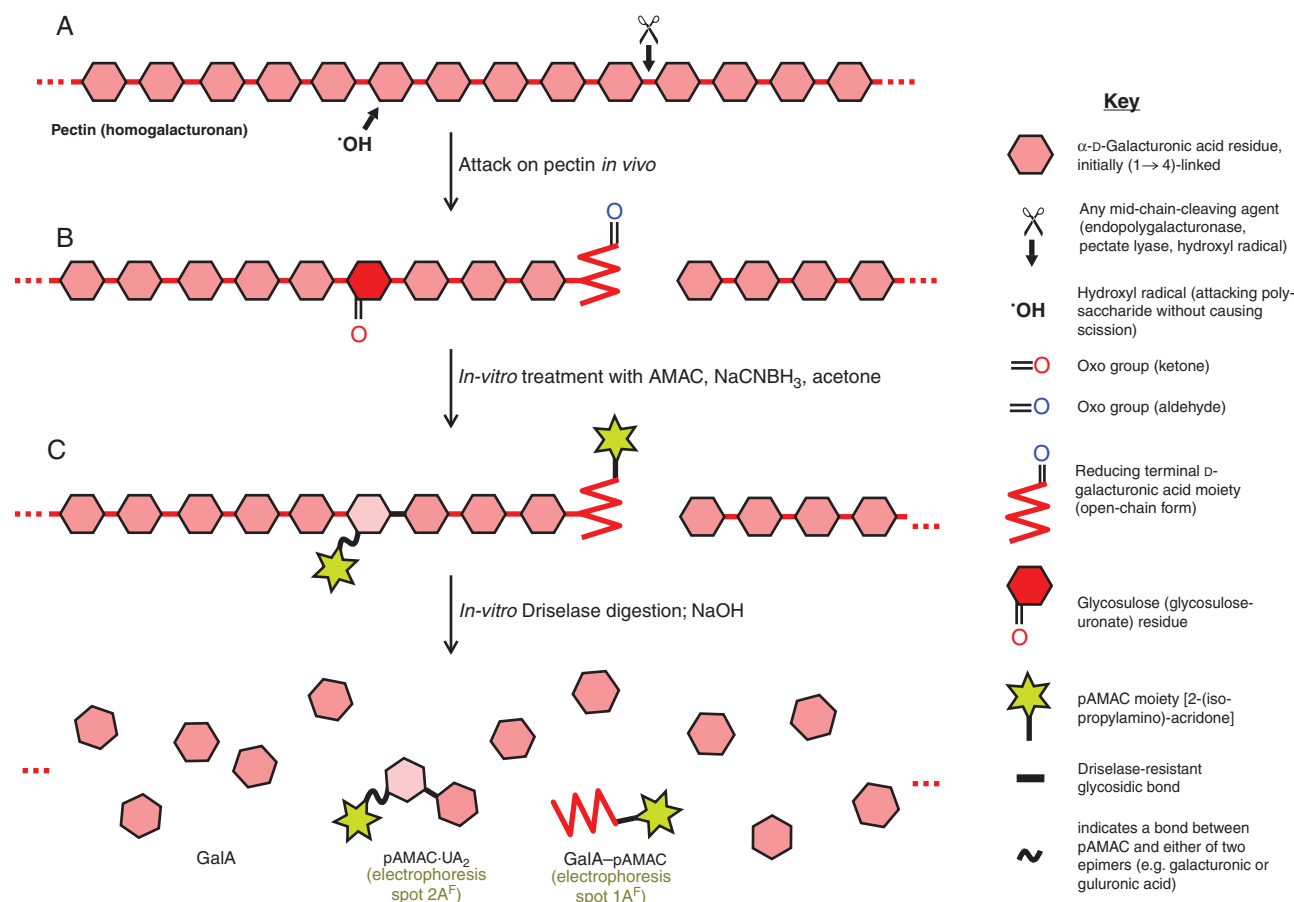 A
Pectin (homogalacturonan)
•OH
Attack on pectin in vivo
B
O
O
In-vitro treatment with AMAC, NaCNBH₃, acetone
C
In-vitro Driselase digestion; NaOH
GalA
pAMAC·UA₂
(electrophoresis
spot 2Aᶠ)
GalA–pAMAC
(electrophoresis
spot 1Aᶠ)
Key
α-D-Galacturonic acid residue,
initially (1→ 4)-linked
Any mid-chain-cleaving agent
(endopolygalacturonase,
pectate lyase, hydroxyl radical)
•OH
Hydroxyl radical (attacking poly-
saccharide without causing
scission)
O
Oxo group (ketone)
O
Oxo group (aldehyde)
O
Reducing terminal D-
galacturonic acid moiety
(open-chain form)
O
Glycosulose (glycosulose-
uronate) residue
pAMAC moiety [2-(iso-
propylamino)-acridone]
Driselase-resistant
glycosidic bond
indicates a bond between
pAMAC and either of two
epimers (e.g. galacturonic or
guluronic acid)